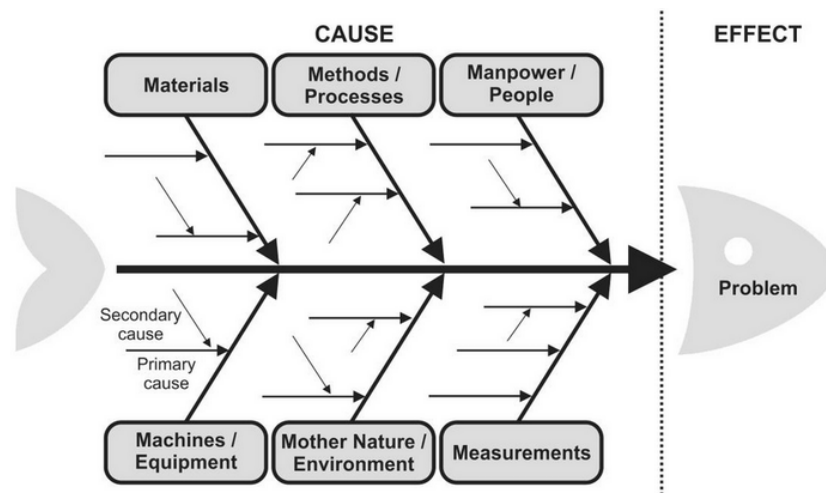 CAUSE
EFFECT
Materials
Methods /
Processes
Manpower /
People
Problem
Secondary
cause
Primary
cause
Machines /
Equipment
Mother Nature /
Environment
Measurements